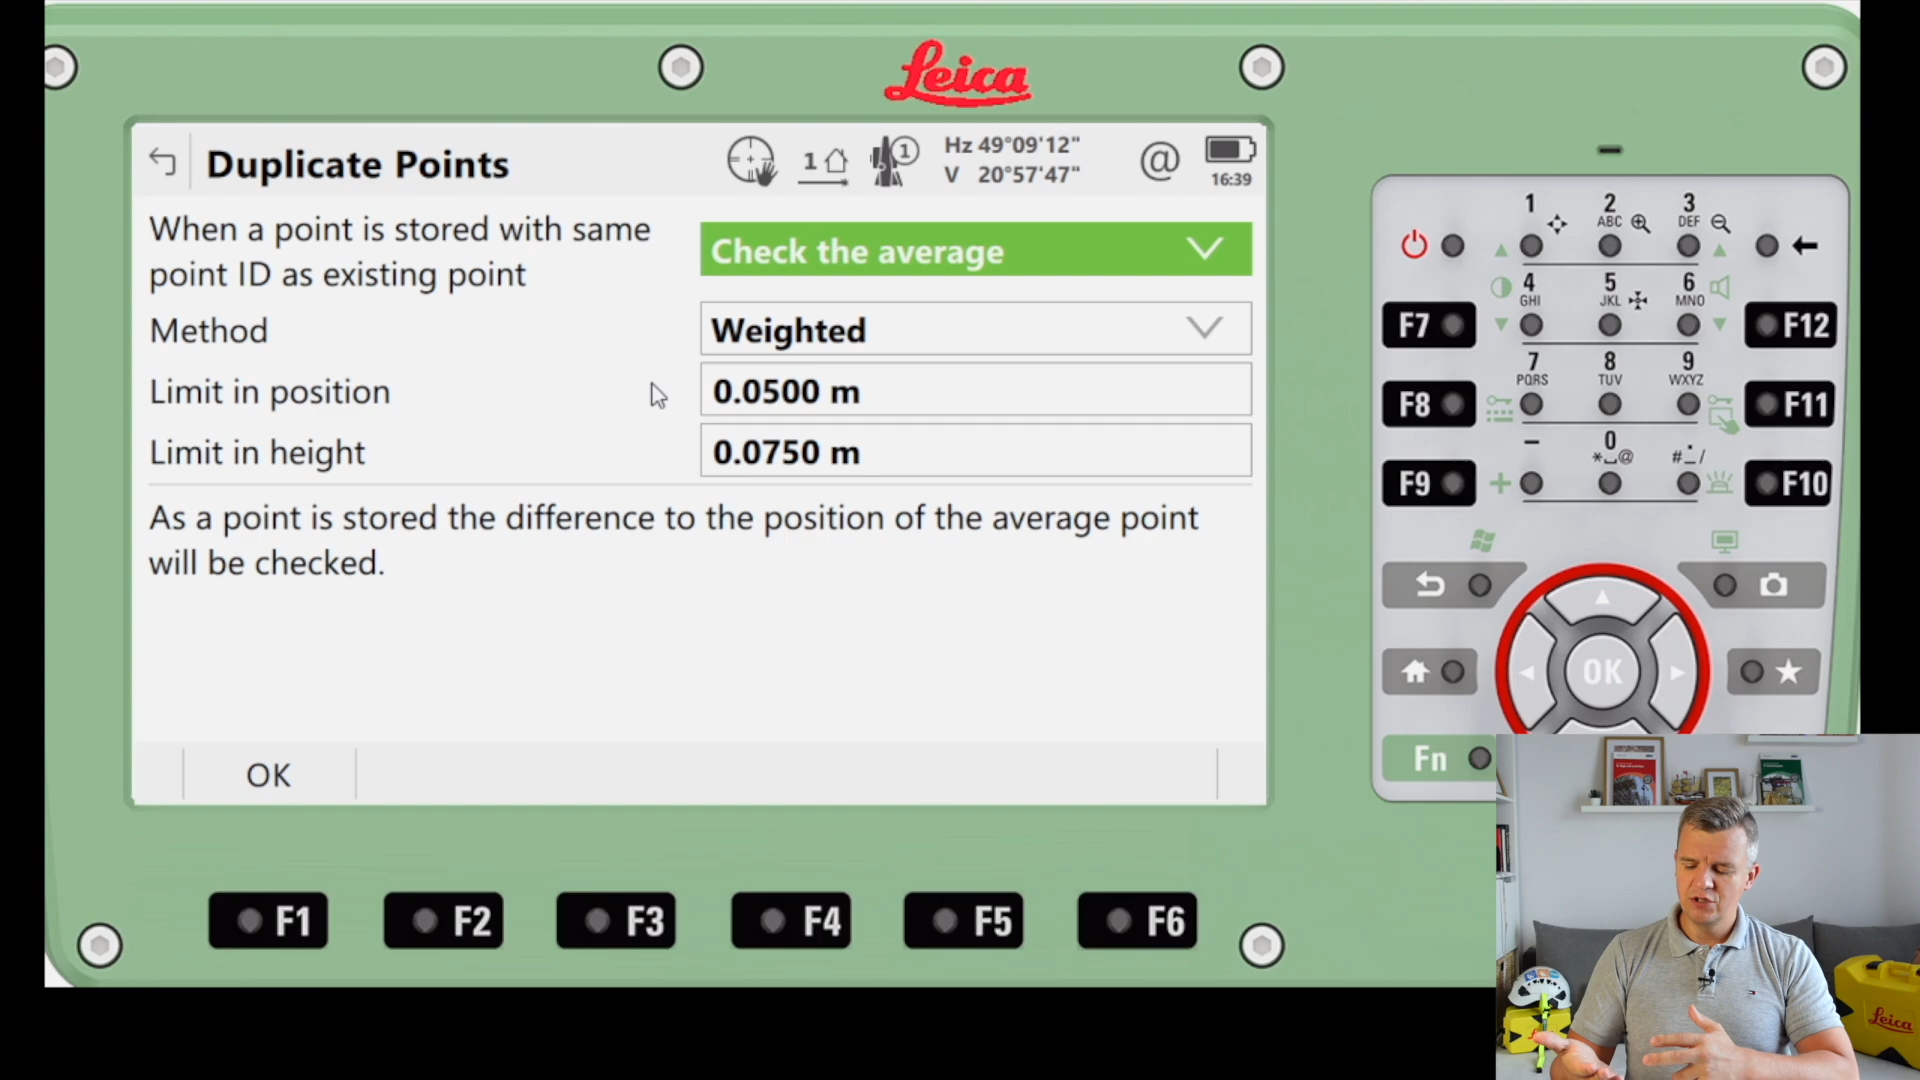 Leica
Duplicate Points
1
1
Hz 49°09'12"
V 20°57'47"
@
16:39
When a point is stored with same
point ID as existing point
Check the average
Method
Weighted
Limit in position
0.0500 m
Limit in height
0.0750 m
As a point is stored the difference to the position of the average point
will be checked.
OK
F1
F2
F3
F4
F5
F6
1
2
ABC
3
DEF
4
GHI
5
JKL
6
MNO
F7
F12
7
PQRS
8
TUV
9
WXYZ
F8
F11
-
0
*⎵@
. #_/
F9
+
F10
OK
Fn
Leica